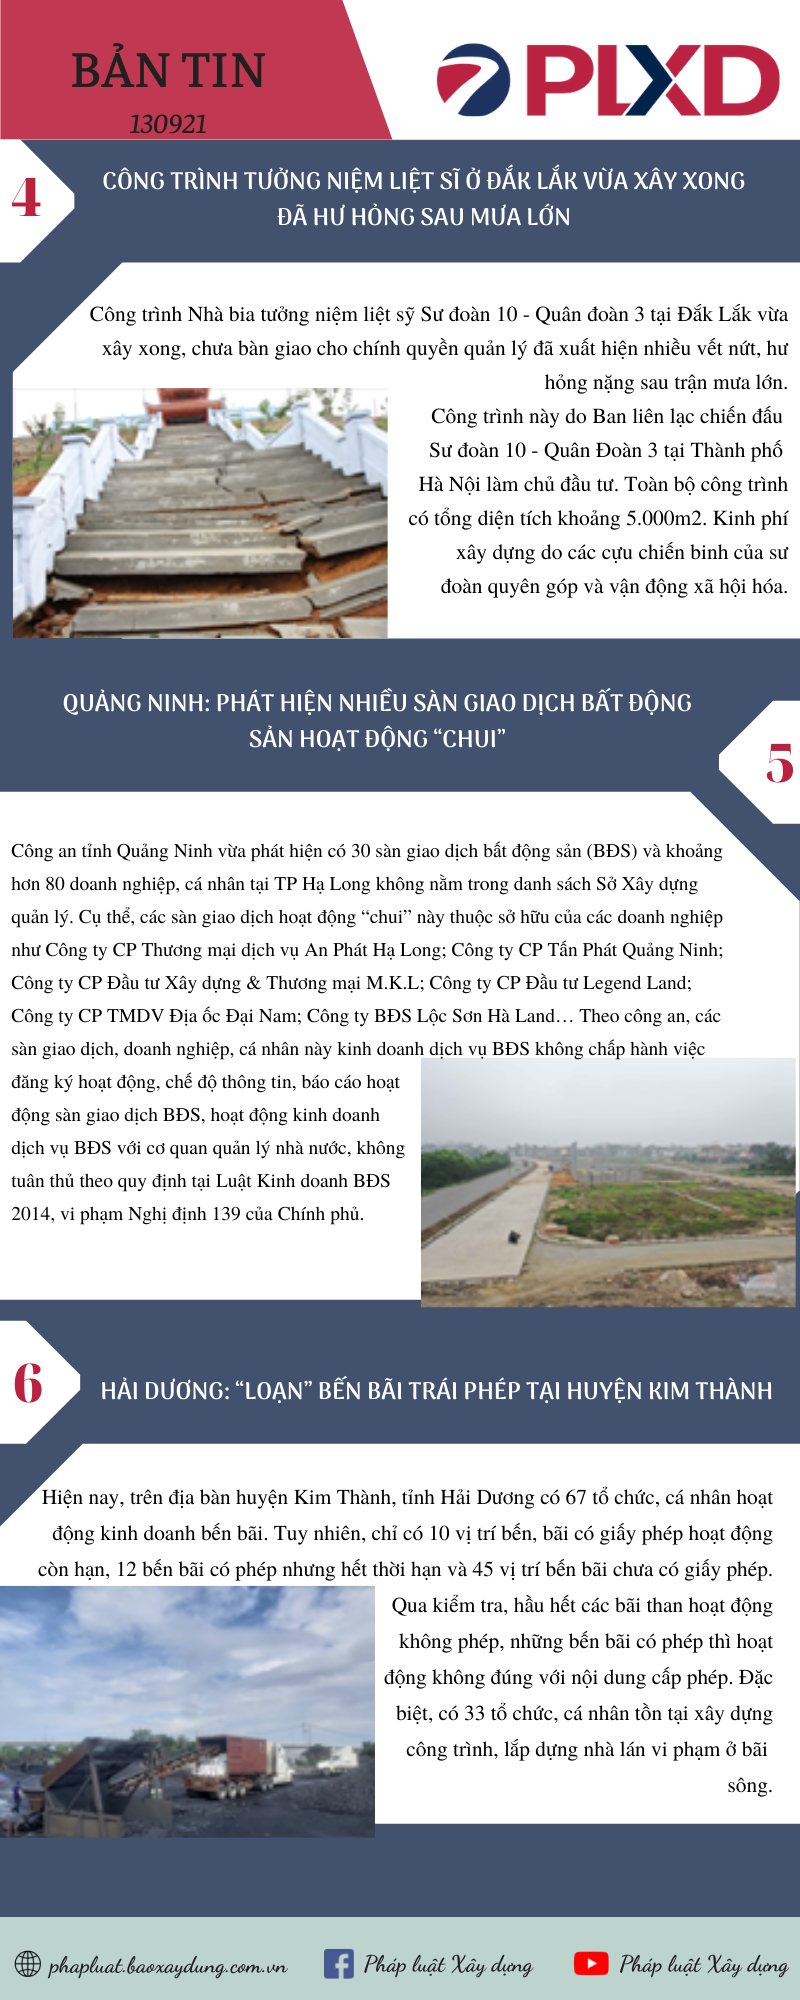 BẢN TIN
130921
PLXD
4
CÔNG TRÌNH TƯỞNG NIỆM LIỆT SĨ Ở ĐẮK LẮK VỪA XÂY XONG
ĐÃ HƯ HỎNG SAU MƯA LỚN
Công trình Nhà bia tưởng niệm liệt sỹ Sư đoàn 10 - Quân đoàn 3 tại Đắk Lắk vừa
xây xong, chưa bàn giao cho chính quyền quản lý đã xuất hiện nhiều vết nứt, hư
hỏng nặng sau trận mưa lớn.
Công trình này do Ban liên lạc chiến đấu
Sư đoàn 10 - Quân Đoàn 3 tại Thành phố
Hà Nội làm chủ đầu tư. Toàn bộ công trình
có tổng diện tích khoảng 5.000m2. Kinh phí
xây dựng do các cựu chiến binh của sư
đoàn quyên góp và vận động xã hội hóa.
QUẢNG NINH: PHÁT HIỆN NHIỀU SÀN GIAO DỊCH BẤT ĐỘNG
SẢN HOẠT ĐỘNG “CHUI”
5
Công an tỉnh Quảng Ninh vừa phát hiện có 30 sàn giao dịch bất động sản (BĐS) và khoảng
hơn 80 doanh nghiệp, cá nhân tại TP Hạ Long không nằm trong danh sách Sở Xây dựng
quản lý. Cụ thể, các sàn giao dịch hoạt động “chui” này thuộc sở hữu của các doanh nghiệp
như Công ty CP Thương mại dịch vụ An Phát Hạ Long; Công ty CP Tấn Phát Quảng Ninh;
Công ty CP Đầu tư Xây dựng & Thương mại M.K.L; Công ty CP Đầu tư Legend Land;
Công ty CP TMDV Địa ốc Đại Nam; Công ty BĐS Lộc Sơn Hà Land… Theo công an, các
sàn giao dịch, doanh nghiệp, cá nhân này kinh doanh dịch vụ BĐS không chấp hành việc
đăng ký hoạt động, chế độ thông tin, báo cáo hoạt
động sàn giao dịch BĐS, hoạt động kinh doanh
dịch vụ BĐS với cơ quan quản lý nhà nước, không
tuân thủ theo quy định tại Luật Kinh doanh BĐS
2014, vi phạm Nghị định 139 của Chính phủ.
6
HẢI DƯƠNG: “LOẠN” BẾN BÃI TRÁI PHÉP TẠI HUYỆN KIM THÀNH
Hiện nay, trên địa bàn huyện Kim Thành, tỉnh Hải Dương có 67 tổ chức, cá nhân hoạt
động kinh doanh bến bãi. Tuy nhiên, chỉ có 10 vị trí bến, bãi có giấy phép hoạt động
còn hạn, 12 bến bãi có phép nhưng hết thời hạn và 45 vị trí bến bãi chưa có giấy phép.
Qua kiểm tra, hầu hết các bãi than hoạt động
không phép, những bến bãi có phép thì hoạt
động không đúng với nội dung cấp phép. Đặc
biệt, có 33 tổ chức, cá nhân tồn tại xây dựng
công trình, lắp dựng nhà lán vi phạm ở bãi
sông.
phapluat.baoxaydung.com.vn
Pháp luật Xây dựng
Pháp luật Xây dựng